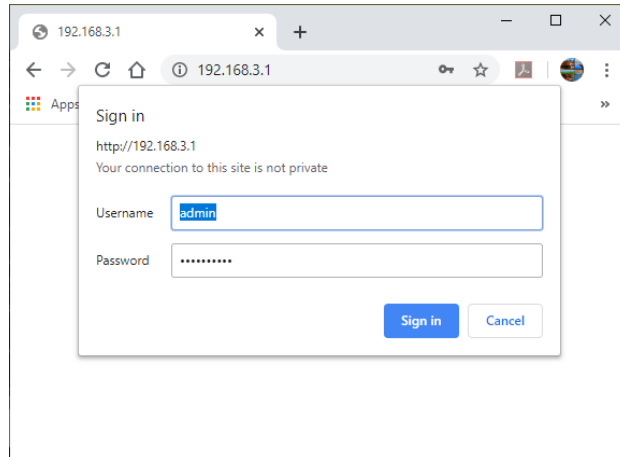 192.168.3.1
192.168.3.1
Apps
Sign in
http://192.168.3.1
Your connection to this site is not private
Username admin
Password ••••••••••
Sign in Cancel